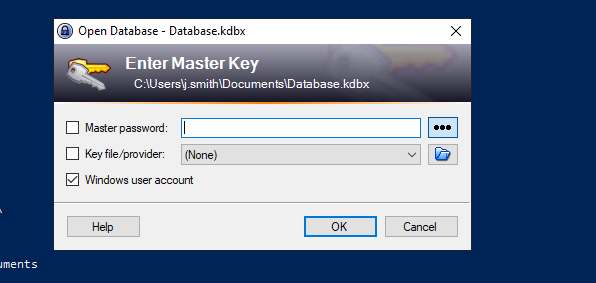 Open Database - Database.kdbx
Enter Master Key
C:\Users\j.smith\Documents\Database.kdbx
Master password:
Key file/provider: (None)
Windows user account
Help OK Cancel
\
uments